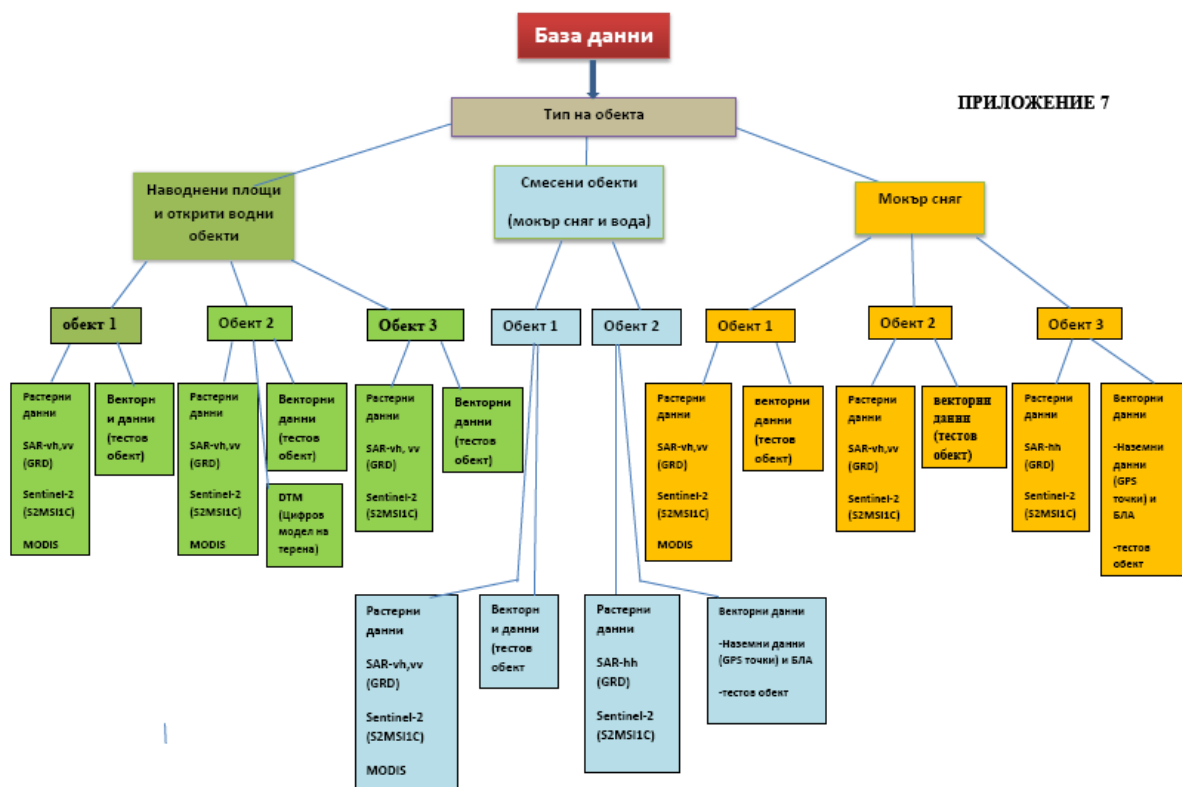 База данни
ПРИЛОЖЕНИЕ 7
Тип на обекта
Наводнени площи
и открити водни
обекти
Смесени обекти
(мокър сняг и вода)
Мокър сняг
обект 1
Обект 2
Обект 3
Обект 1
Обект 2
Обект 1
Обект 2
Обект 3
Растерни
данни
SAR-vh,vv
(GRD)
Sentinel-2
(S2MSI1C)
MODIS
Векторн
и данни
(тестов
обект)
Растерни
данни
SAR-vh,vv
(GRD)
Sentinel-2
(S2MSI1C)
MODIS
Векторни
данни
(тестов
обект)
DTM
(Цифров
модел на
терена)
Растерни
данни
SAR-vh, vv
(GRD)
Sentinel-2
(S2MSI1C)
Векторни
данни
(тестов
обект)
Растерни
данни
SAR-vh,vv
(GRD)
Sentinel-2
(S2MSI1C)
MODIS
векторни
данни
(тестов
обект)
Растерни
данни
SAR-vh,vv
(GRD)
Sentinel-2
(S2MSI1C)
векторни
данни
(тестов
обект)
Растерни
данни
SAR-hh
(GRD)
Sentinel-2
(S2MSI1C)
Векторни
данни
-Наземни
данни
(GPS
точки) и
БЛА
-тестов
обект
Растерни
данни
SAR-vh,vv
(GRD)
Sentinel-2
(S2MSI1C)
MODIS
Векторн
и данни
(тестов
обект
Растерни
данни
SAR-hh
(GRD)
Sentinel-2
(S2MSI1C)
Векторни данни
-Наземни данни
(GPS точки) и БЛА
-тестов обект